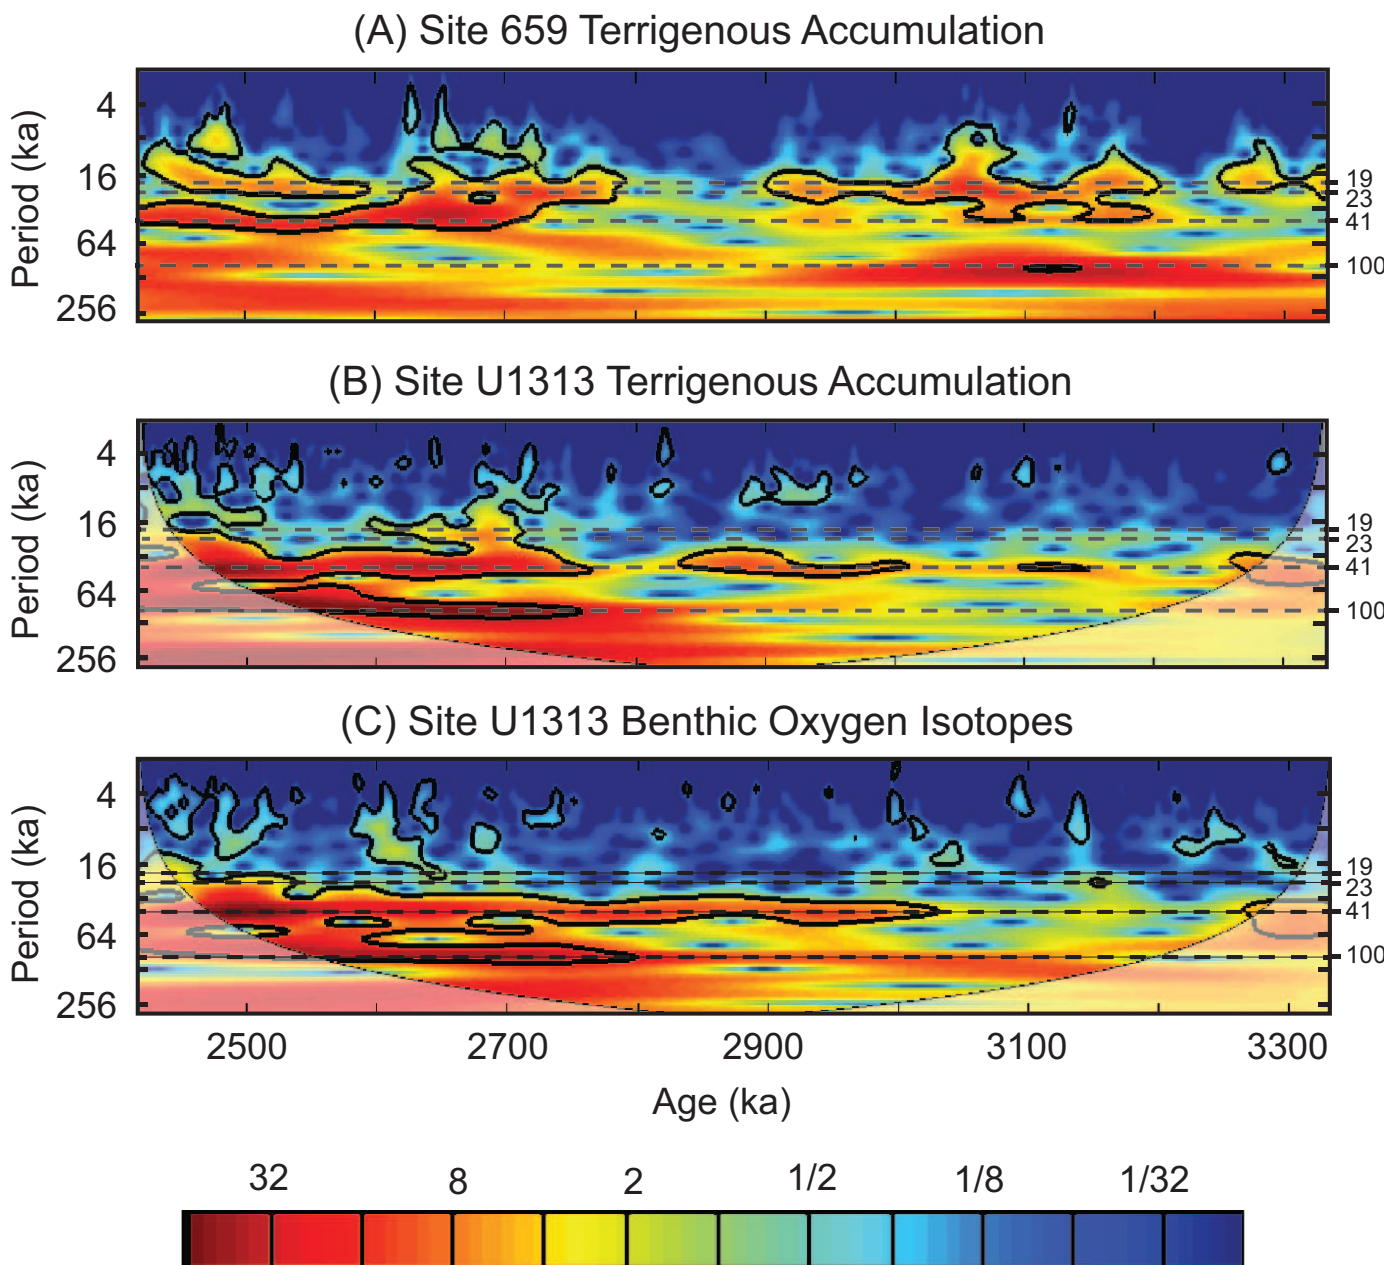 (A) Site 659 Terrigenous Accumulation
Period (ka)
4
16
64
256
19
23
41
100
(B) Site U1313 Terrigenous Accumulation
Period (ka)
4
16
64
256
19
23
41
100
(C) Site U1313 Benthic Oxygen Isotopes
Period (ka)
4
16
64
256
19
23
41
100
2500 2700 2900 3100 3300
Age (ka)
32 8 2 1/2 1/8 1/32